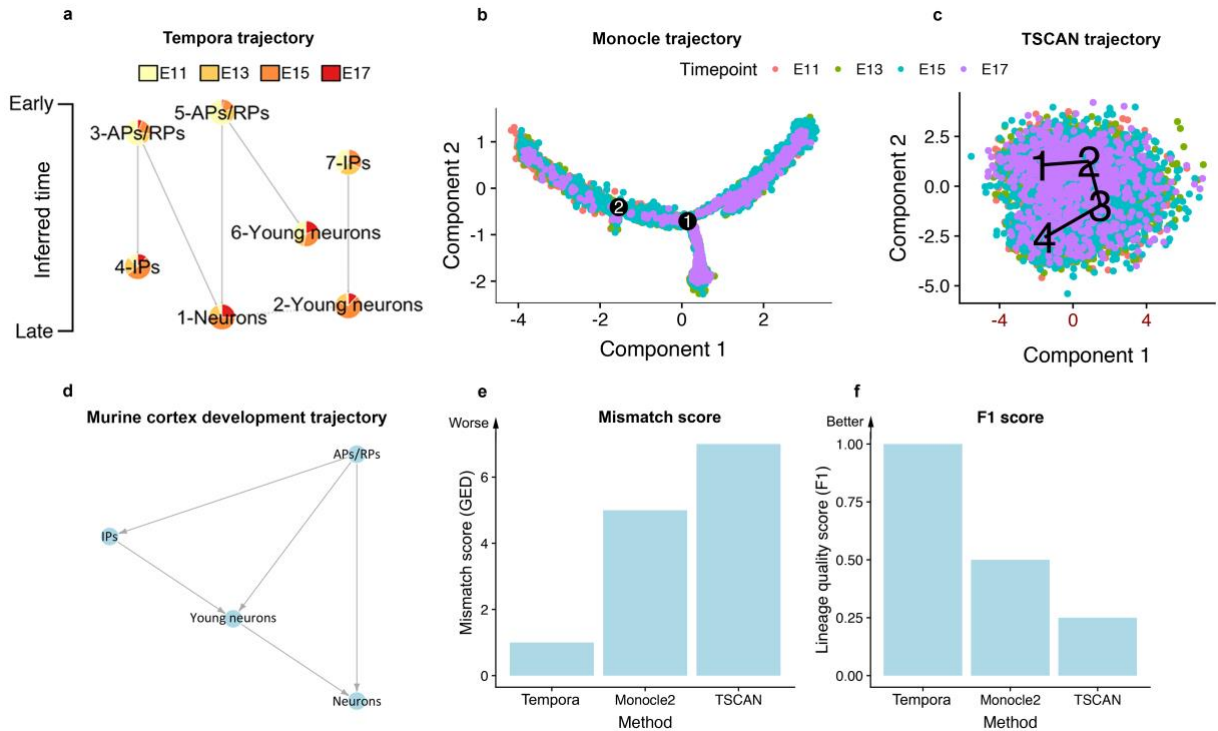 a
Tempora trajectory
E11 E13 E15 E17
Early
Inferred time
Late
3-APs/RPs
5-APs/RPs
7-IPs
6-Young neurons
4-IPs
1-Neurons
2-Young neurons
b
Monocle trajectory
Timepoint E11 E13 E15 E17
Component 2
1
0
-1
-2
2
1
-4 -2 0 2
Component 1
c
TSCAN trajectory
Component 2
2.5
0.0
-2.5
-5.0
1
2
3
4
-4 0 4
Component 1
d
Murine cortex development trajectory
APs/RPs
IPs
Young neurons
Neurons
e
Mismatch score
Worse
Mismatch score (GED)
6
4
2
0
Tempora Monocle2 TSCAN
Method
f
F1 score
Better
Lineage quality score (F1)
1.00
0.75
0.50
0.25
0.00
Tempora Monocle2 TSCAN
Method